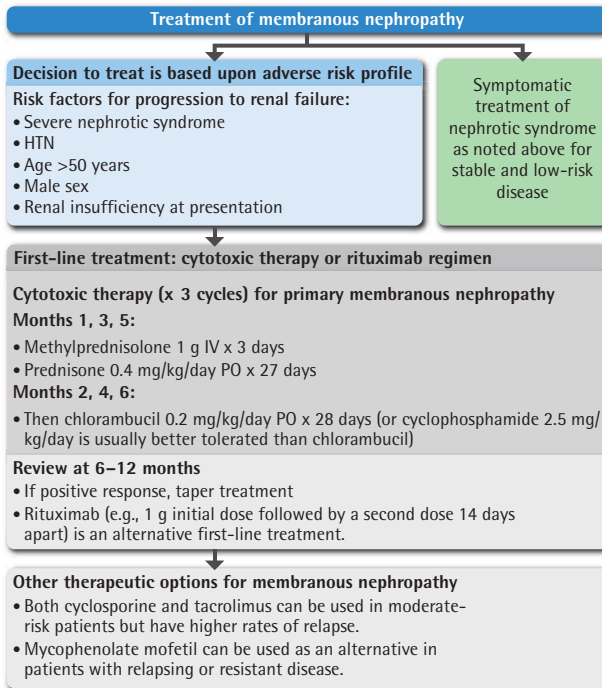 Treatment of membranous nephropathy
Decision to treat is based upon adverse risk profile
Risk factors for progression to renal failure:
• Severe nephrotic syndrome
• HTN
• Age >50 years
• Male sex
• Renal insufficiency at presentation
Symptomatic
treatment of
nephrotic syndrome
as noted above for
stable and low-risk
disease
First-line treatment: cytotoxic therapy or rituximab regimen
Cytotoxic therapy (x 3 cycles) for primary membranous nephropathy
Months 1, 3, 5:
• Methylprednisolone 1 g IV x 3 days
• Prednisone 0.4 mg/kg/day PO x 27 days
Months 2, 4, 6:
• Then chlorambucil 0.2 mg/kg/day PO x 28 days (or cyclophosphamide 2.5 mg/
kg/day is usually better tolerated than chlorambucil)
Review at 6–12 months
• If positive response, taper treatment
• Rituximab (e.g., 1 g initial dose followed by a second dose 14 days
apart) is an alternative first-line treatment.
Other therapeutic options for membranous nephropathy
• Both cyclosporine and tacrolimus can be used in moderate-
risk patients but have higher rates of relapse.
• Mycophenolate mofetil can be used as an alternative in
patients with relapsing or resistant disease.